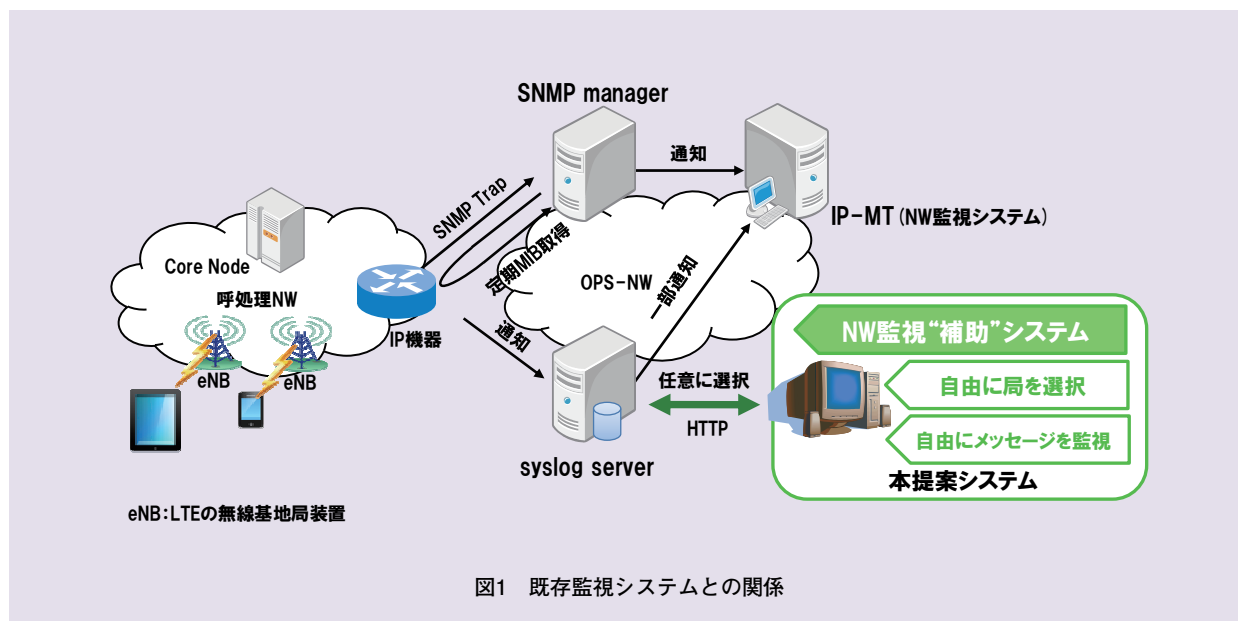 SNMP manager
通知
SNMP Trap
定期MIB取得
IP-MT(NW監視システム)
Core Node
呼処理NW
OPS-NW
一部通知
IP機器
通知
eNB
eNB
NW監視“補助”システム
任意に選択
自由に局を選択
HTTP
自由にメッセージを監視
syslog server
本提案システム
eNB:LTEの無線基地局装置
図1 既存監視システムとの関係